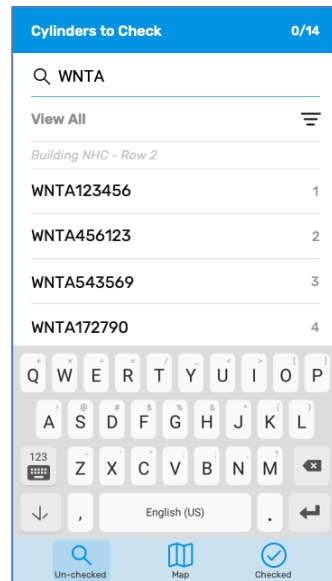 Cylinders to Check 0/14
WNTA
View All
Building NHC - Row 2
WNTA123456 1
WNTA456123 2
WNTA543569 3
WNTA172790 4
Q W E R T Y U I O P
A S D F G H J K L
123 Z X C V B N M
, English (US) .
Un-checked Map Checked